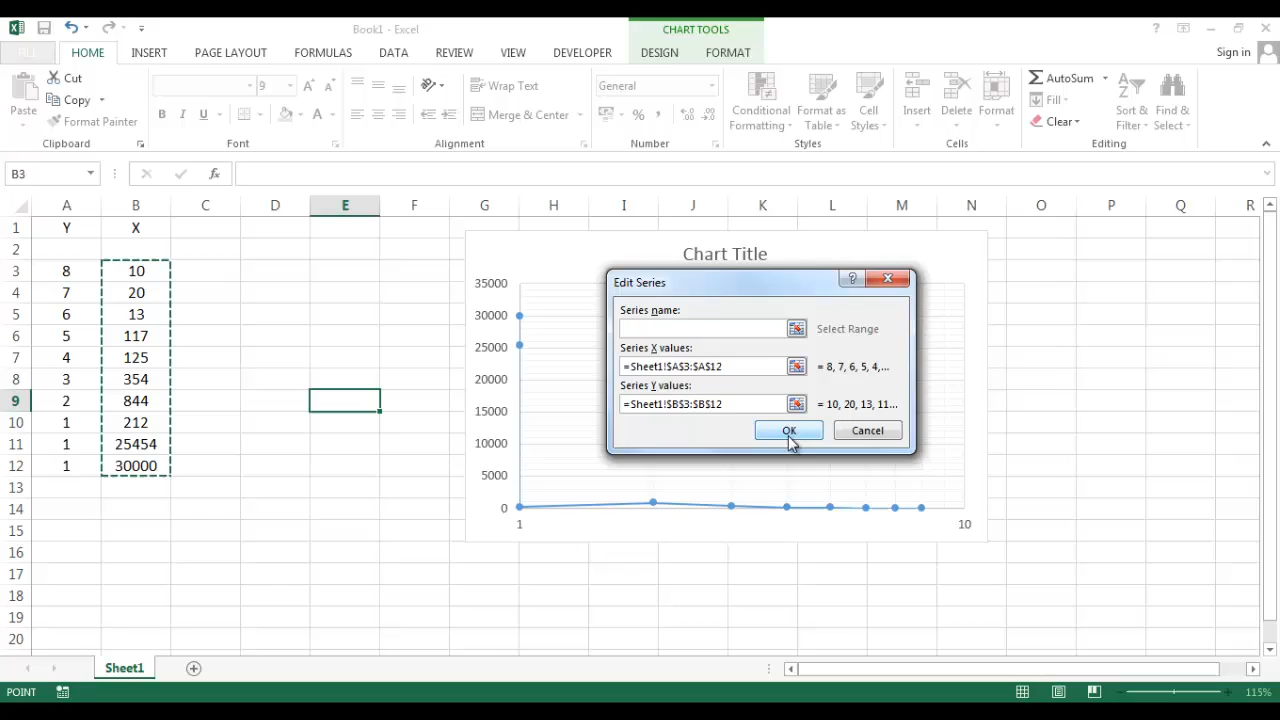 Book1 - Excel
CHART TOOLS
FILE HOME INSERT PAGE LAYOUT FORMULAS DATA REVIEW VIEW DEVELOPER DESIGN FORMAT Sign in
Paste
Cut
Copy
Format Painter
9
B I U
A
Wrap Text
Merge & Center
General
%
Conditional Formatting
Format as Table
Cell Styles
Insert
Delete
Format
AutoSum
Fill
Clear
Sort & Filter
Find & Select
Clipboard Font Alignment Number Styles Cells Editing
B3 fx
A B C D E F G H I J K L M N O P Q R
1 Y X
2
3 8 10
4 7 20
5 6 13
6 5 117
7 4 125
8 3 354
9 2 844
10 1 212
11 1 25454
12 1 30000
13
14
15
16
17
18
19
20
Chart Title
35000
30000
25000
20000
15000
10000
5000
0
1 10
Edit Series
Series name:
Select Range
Series X values:
=Sheet1!$A$3:$A$12 = 8, 7, 6, 5, 4,...
Series Y values:
=Sheet1!$B$3:$B$12 = 10, 20, 13, 11...
OK Cancel
Sheet1
POINT 115%